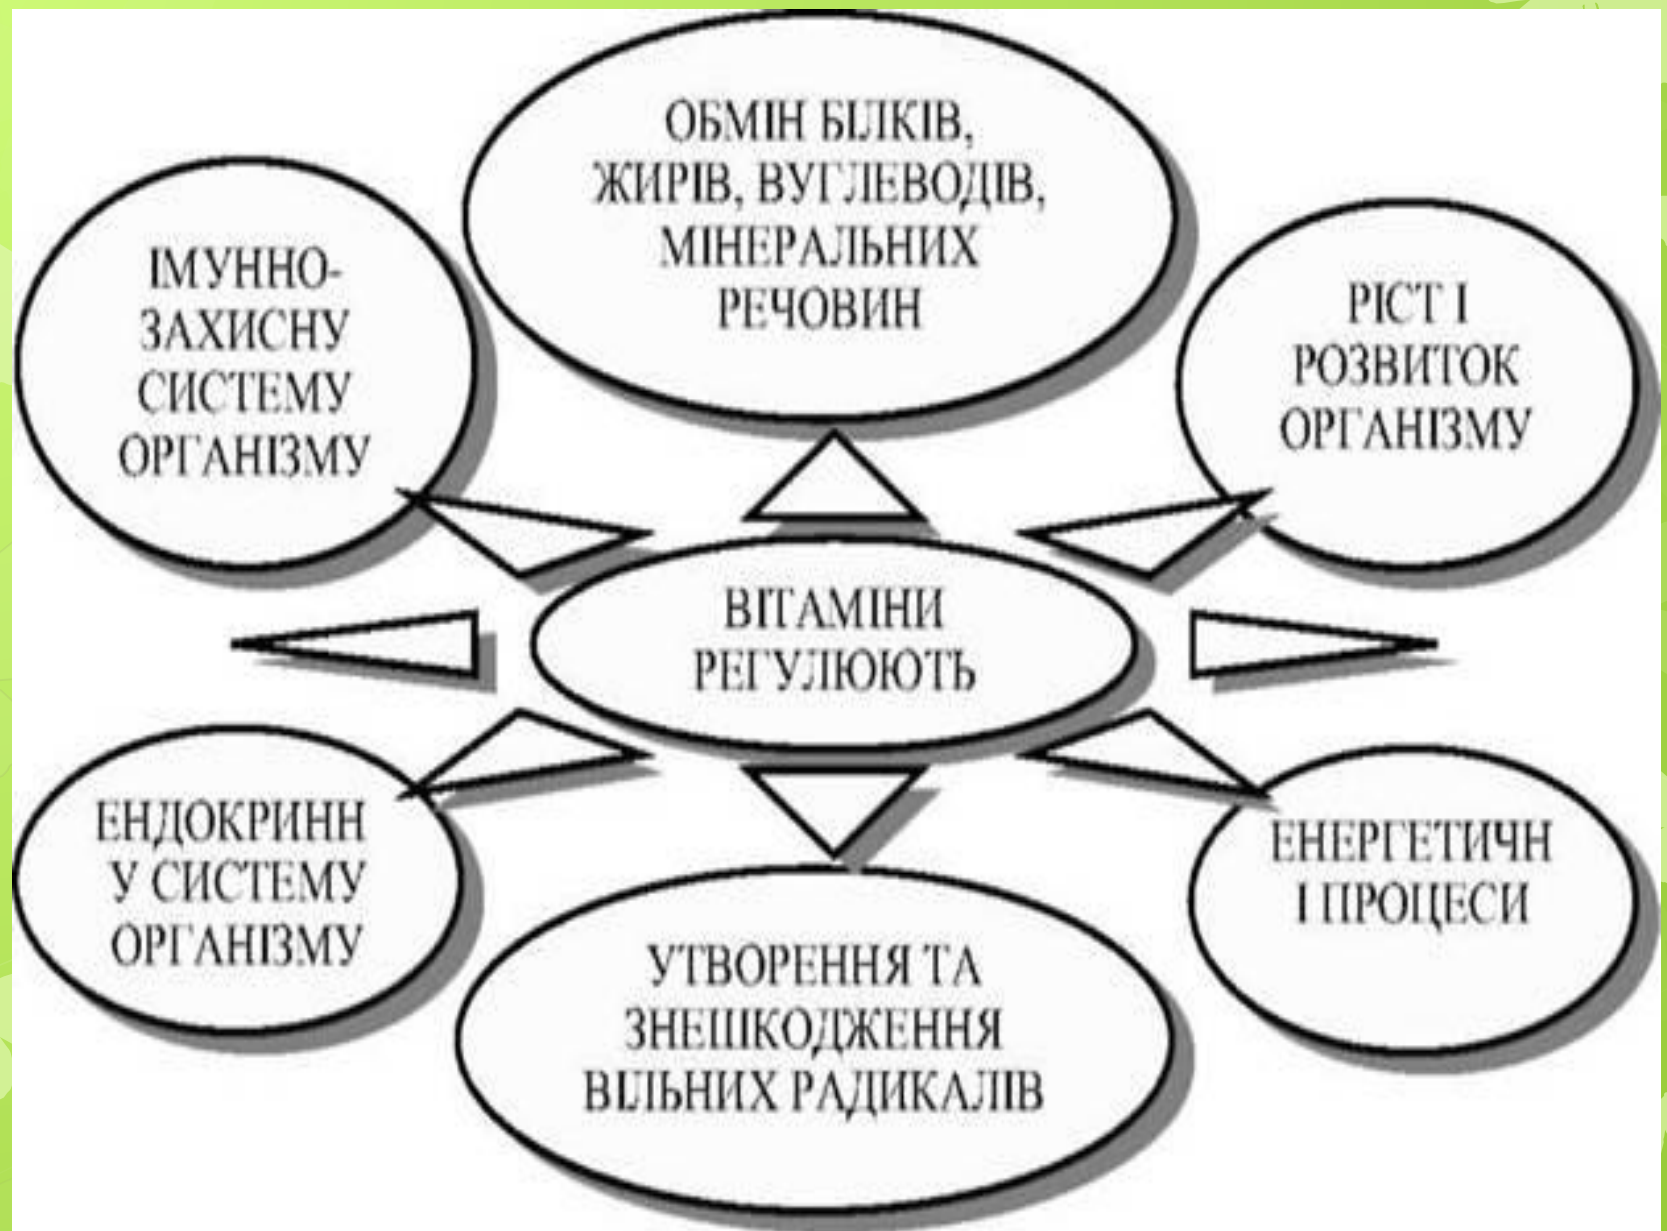 ОБМІН БІЛКІВ,
ЖИРІВ, ВУГЛЕВОДІВ,
МІНЕРАЛЬНИХ
РЕЧОВИН
ІМУННО-
ЗАХИСНУ
СИСТЕМУ
ОРГАНІЗМУ
РІСТ І
РОЗВИТОК
ОРГАНІЗМУ
ВІТАМІНИ
РЕГУЛЮЮТЬ
ЕНДОКРИНН
У СИСТЕМУ
ОРГАНІЗМУ
ЕНЕРГЕТИЧН
І ПРОЦЕСИ
УТВОРЕННЯ ТА
ЗНЕШКОДЖЕННЯ
ВІЛЬНИХ РАДИКАЛІВ